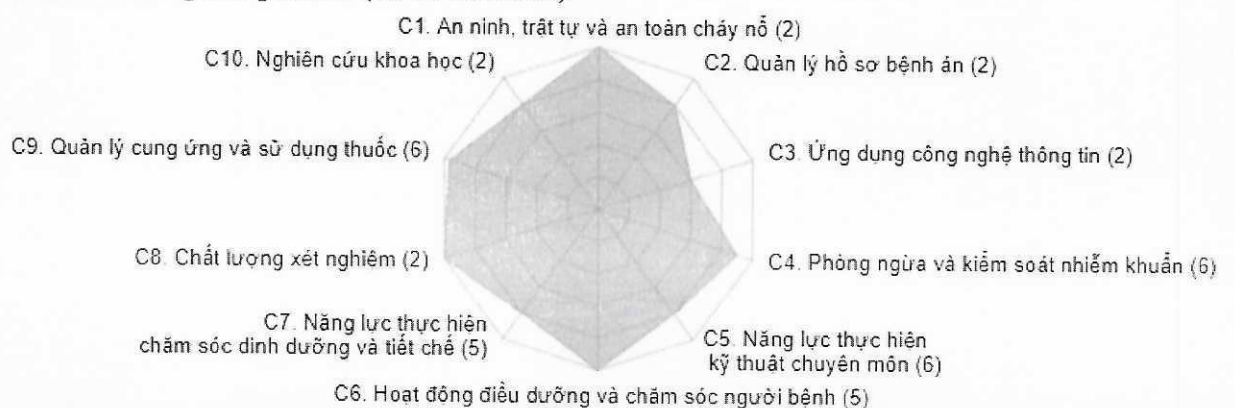 C1. An ninh, trật tự và an toàn cháy nổ (2)
C10. Nghiên cứu khoa học (2)
C2. Quản lý hồ sơ bệnh án (2)
C9. Quản lý cung ứng và sử dụng thuốc (6)
C3. Ứng dụng công nghệ thông tin (2)
C8. Chất lượng xét nghiệm (2)
C4. Phòng ngừa và kiểm soát nhiễm khuẩn (6)
C7. Năng lực thực hiện
chăm sóc dinh dưỡng và tiết chế (5)
C5. Năng lực thực hiện
kỹ thuật chuyên môn (6)
C6. Hoạt động điều dưỡng và chăm sóc người bệnh (5)